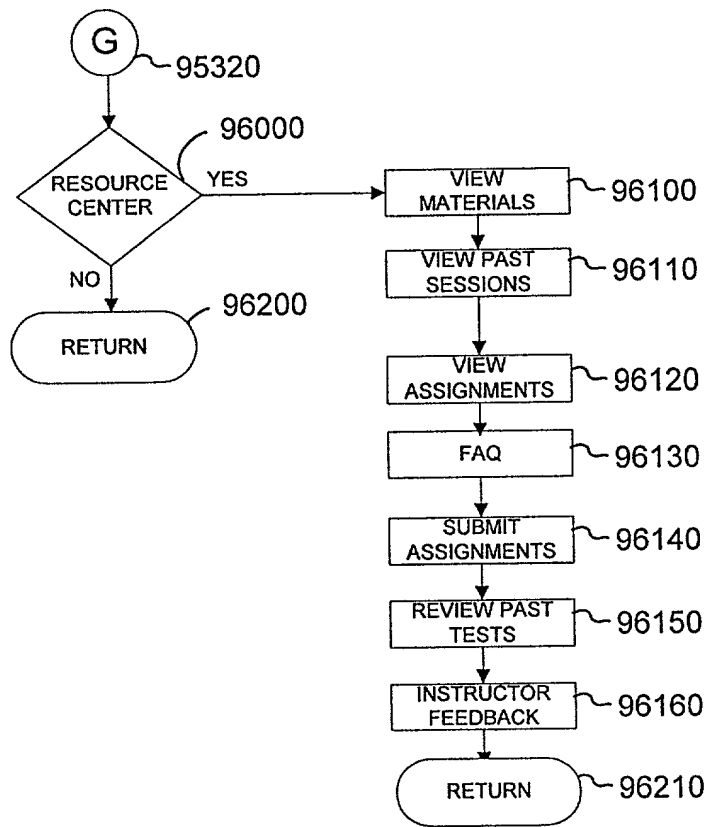 G
95320
96000
RESOURCE
CENTER
YES
NO
96200
RETURN
VIEW
MATERIALS
96100
VIEW PAST
SESSIONS
96110
VIEW
ASSIGNMENTS
96120
FAQ
96130
SUBMIT
ASSIGNMENTS
96140
REVIEW PAST
TESTS
96150
INSTRUCTOR
FEEDBACK
96160
RETURN
96210